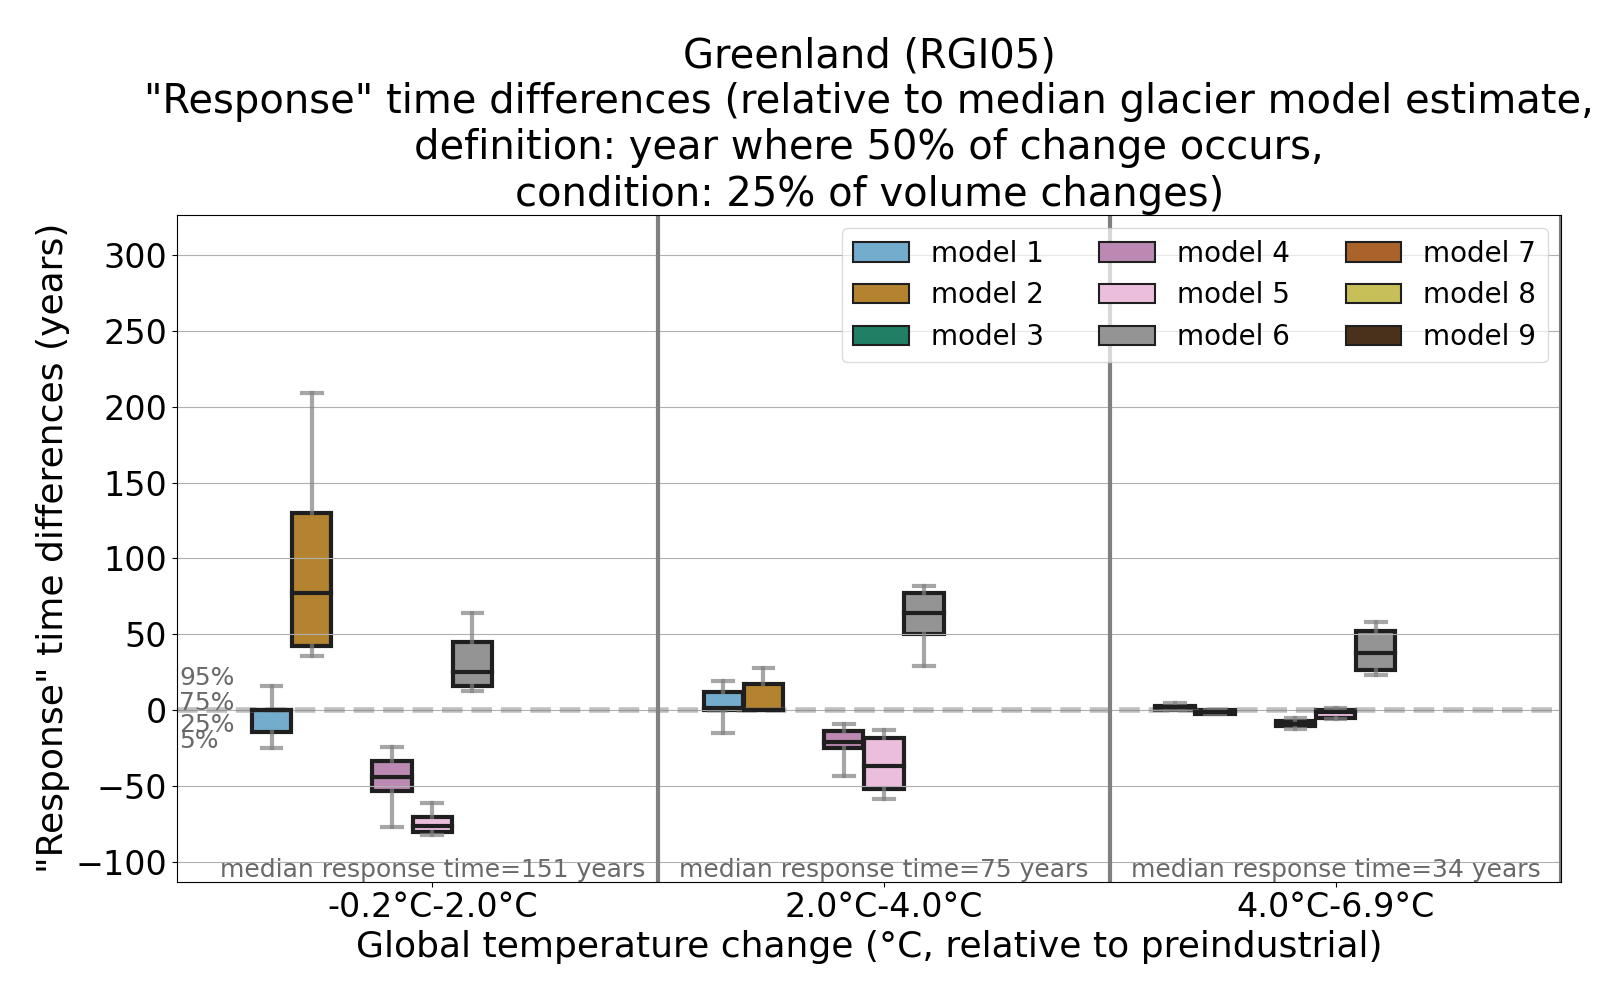 Greenland (RGI05)
"Response" time differences (relative to median glacier model estimate,
definition: year where 50% of change occurs,
condition: 25% of volume changes)
"Response" time differences (years)
300
250
200
150
100
50
0
−50
−100
model 1
model 2
model 3
model 4
model 5
model 6
model 7
model 8
model 9
95%
75%
25%
5%
median response time=151 years
median response time=75 years
median response time=34 years
-0.2°C-2.0°C
2.0°C-4.0°C
4.0°C-6.9°C
Global temperature change (°C, relative to preindustrial)